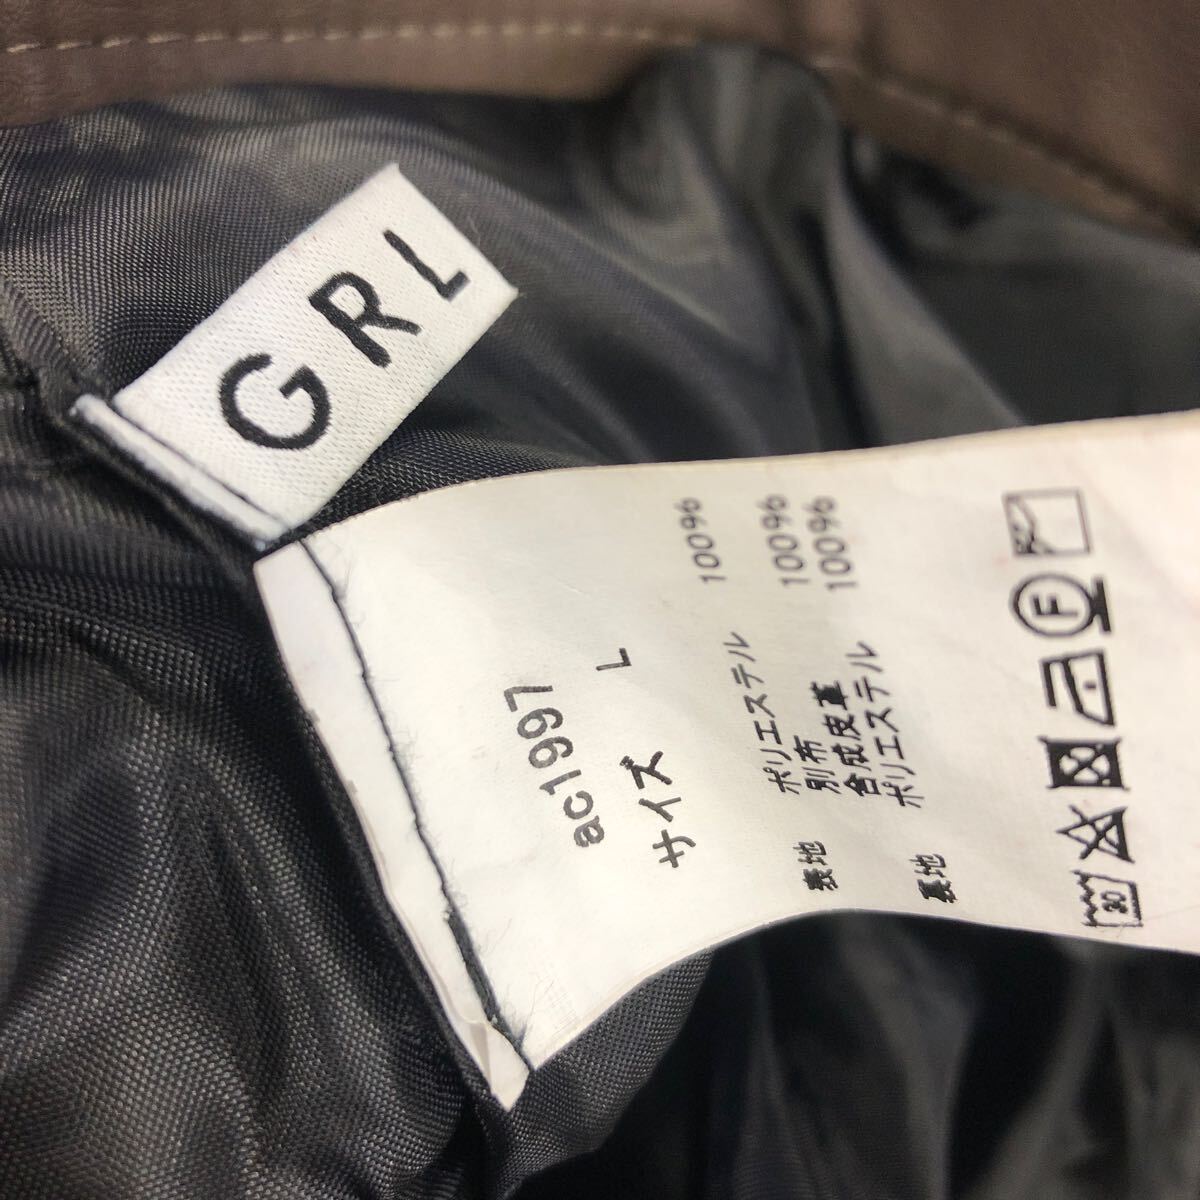 GRL
ac1997
サイズ L
表地 ポリエステル 100%
別布
合成皮革 100%
裏地 ポリエステル 100%
30
F